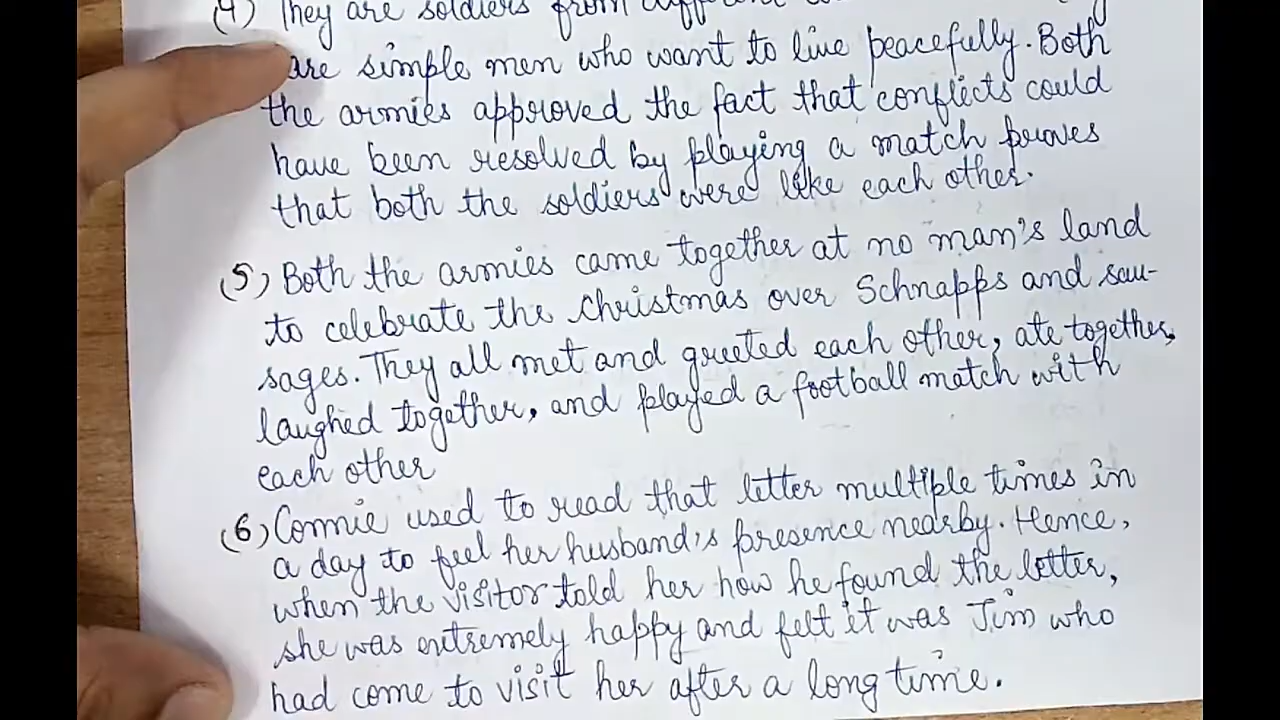 (4) They are soldiers from
are simple men who want to live peacefully. Both
the armies approved the fact that conflicts could
have been resolved by playing a match proves
that both the soldiers were like each other.
(5) Both the armies came together at no man's land
to celebrate the Christmas over Schnapps and sau-
sages. They all met and greeted each other, ate together,
laughed together, and played a football match with
each other
(6) Connie used to read that letter multiple times in
a day to feel her husband's presence nearby. Hence,
when the visitor told her how he found the letter,
she was extremely happy and felt it was Jim who
had come to visit her after a long time.